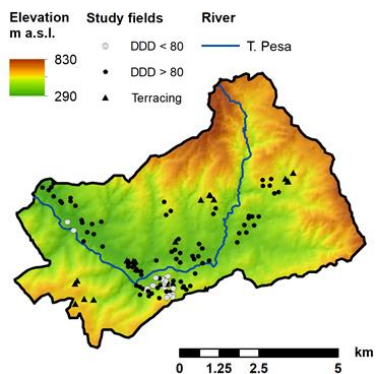 Elevation Study fields River
m a.s.l.
830 DDD < 80 T. Pesa
DDD > 80
290 Terracing
km
0 1.25 2.5 5